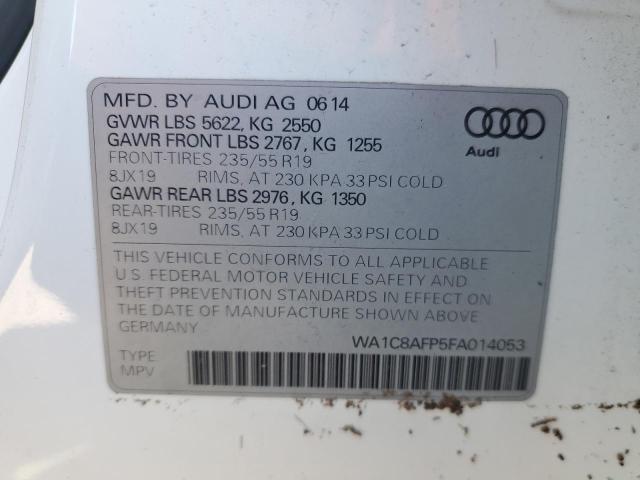 MFD. BY AUDI AG 06 14
GVWR LBS 5622, KG 2550
GAWR FRONT LBS 2767, KG 1255
FRONT-TIRES 235/55 R19
8JX19 RIMS, AT 230 KPA 33 PSI COLD
GAWR REAR LBS 2976, KG 1350
REAR-TIRES 235/55 R19
8JX19 RIMS, AT 230 KPA 33 PSI COLD
Audi
THIS VEHICLE CONFORMS TO ALL APPLICABLE
U.S. FEDERAL MOTOR VEHICLE SAFETY AND
THEFT PREVENTION STANDARDS IN EFFECT ON
THE DATE OF MANUFACTURE SHOWN ABOVE
GERMANY
WA1C8AFP5FA014053
TYPE
MPV